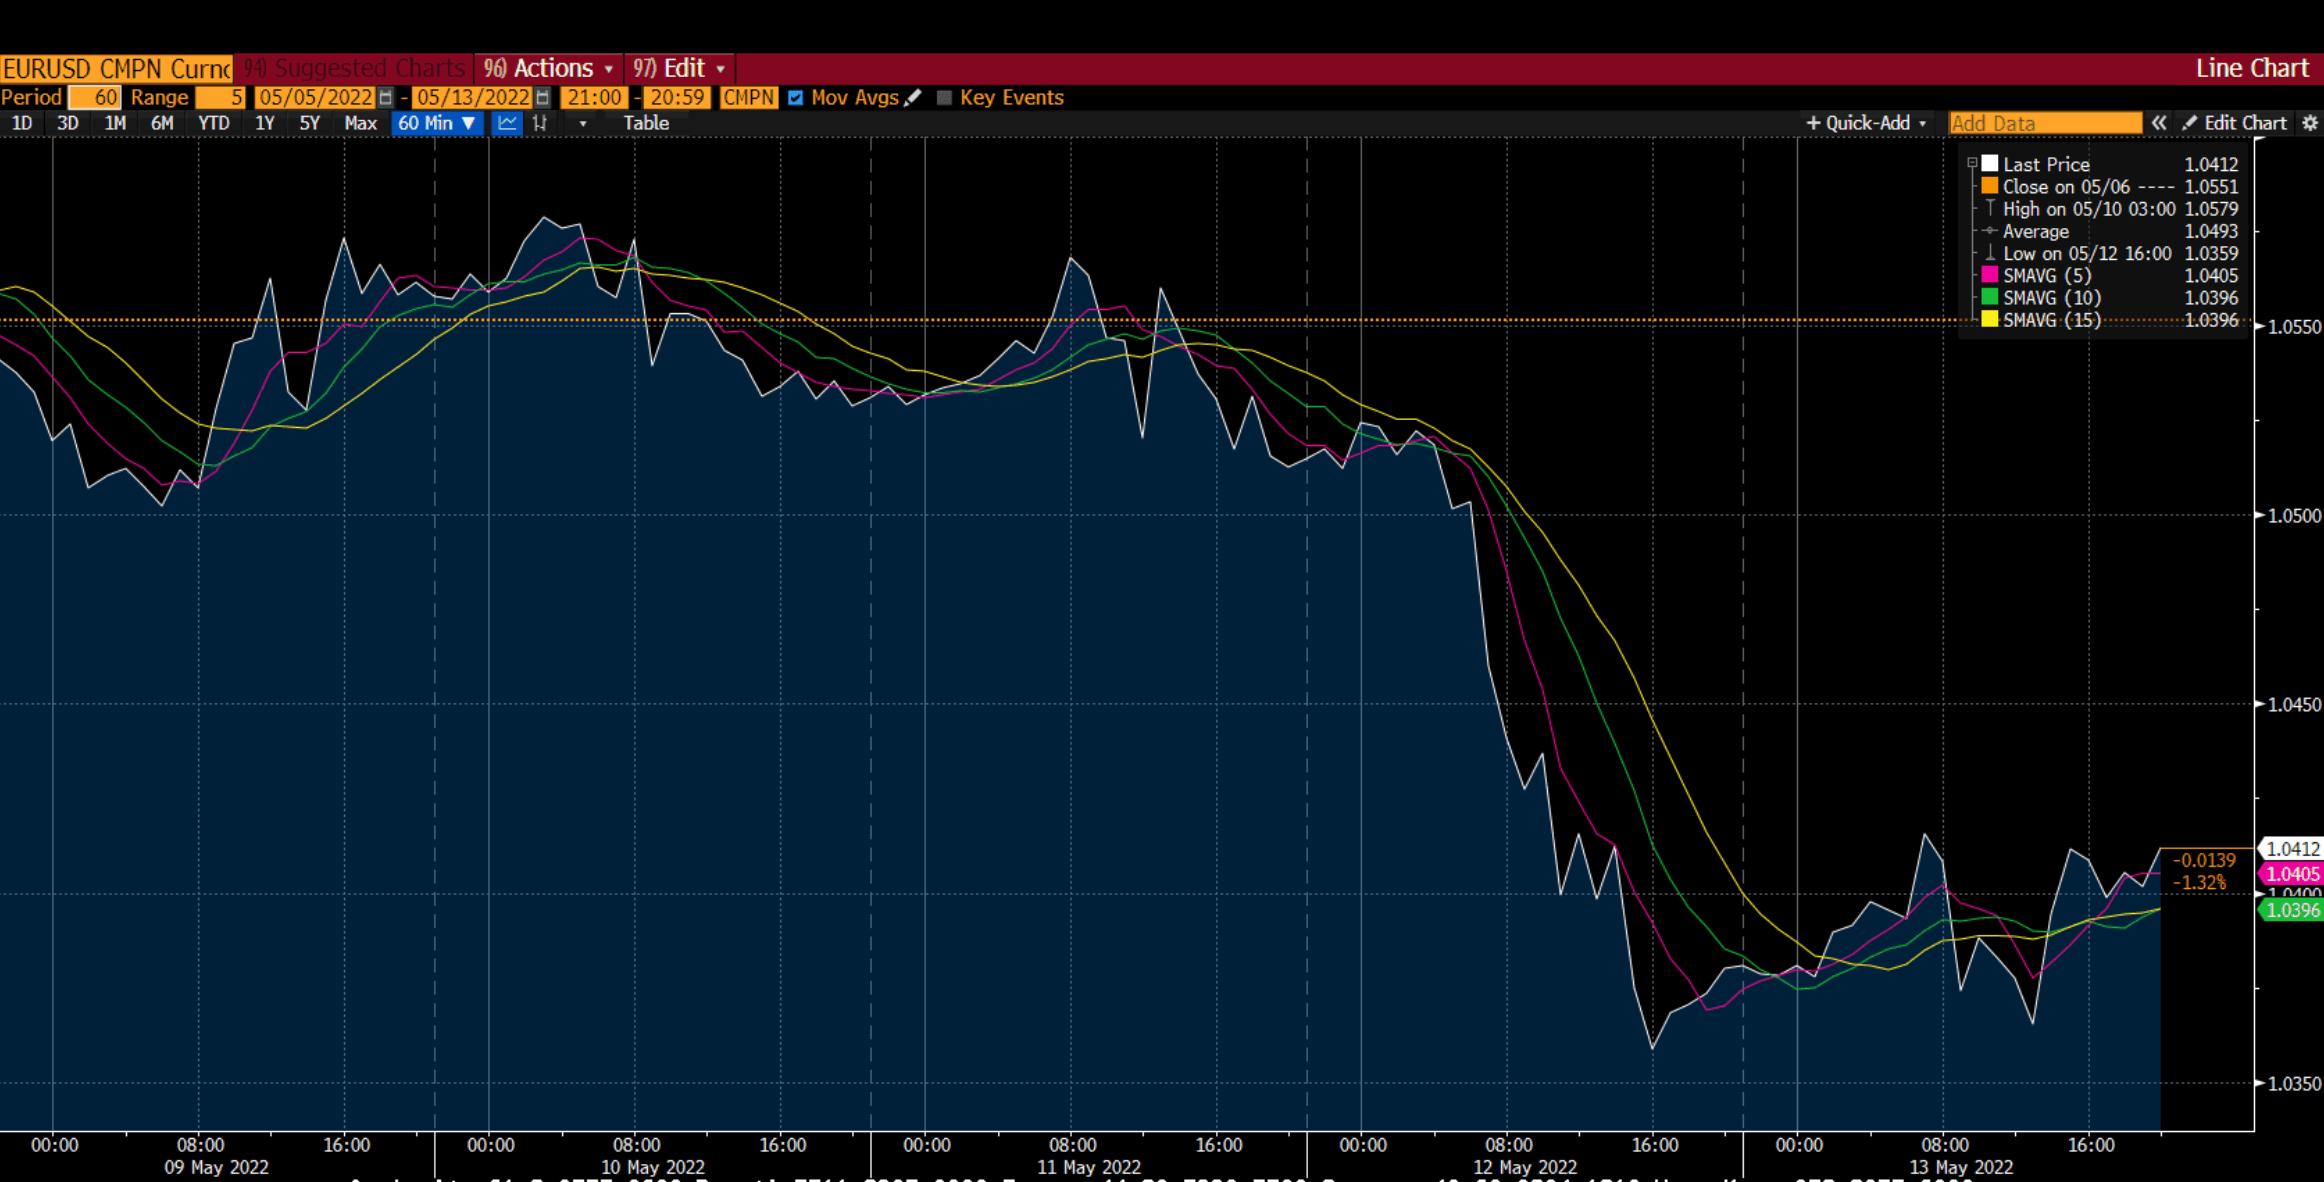 EURUSD CMPN Curnc 94) Suggested Charts 96) Actions 97) Edit Line Chart
Period 60 Range 5 05/05/2022 - 05/13/2022 21:00 - 20:59 CMPN Mov Avgs Key Events
1D 3D 1M 6M YTD 1Y 5Y Max 60 Min ▼ Table + Quick-Add Add Data « Edit Chart
Last Price 1.0412
Close on 05/06 ---- 1.0551
High on 05/10 03:00 1.0579
Average 1.0493
Low on 05/12 16:00 1.0359
SMAVG (5) 1.0405
SMAVG (10) 1.0396
SMAVG (15) 1.0396
1.0550
1.0500
1.0450
1.0412
-0.0139
1.0405
-1.32%
1.0400
1.0396
1.0350
00:00 08:00 16:00 00:00 08:00 16:00 00:00 08:00 16:00 00:00 08:00 16:00 00:00 08:00 16:00
09 May 2022 10 May 2022 11 May 2022 12 May 2022 13 May 2022